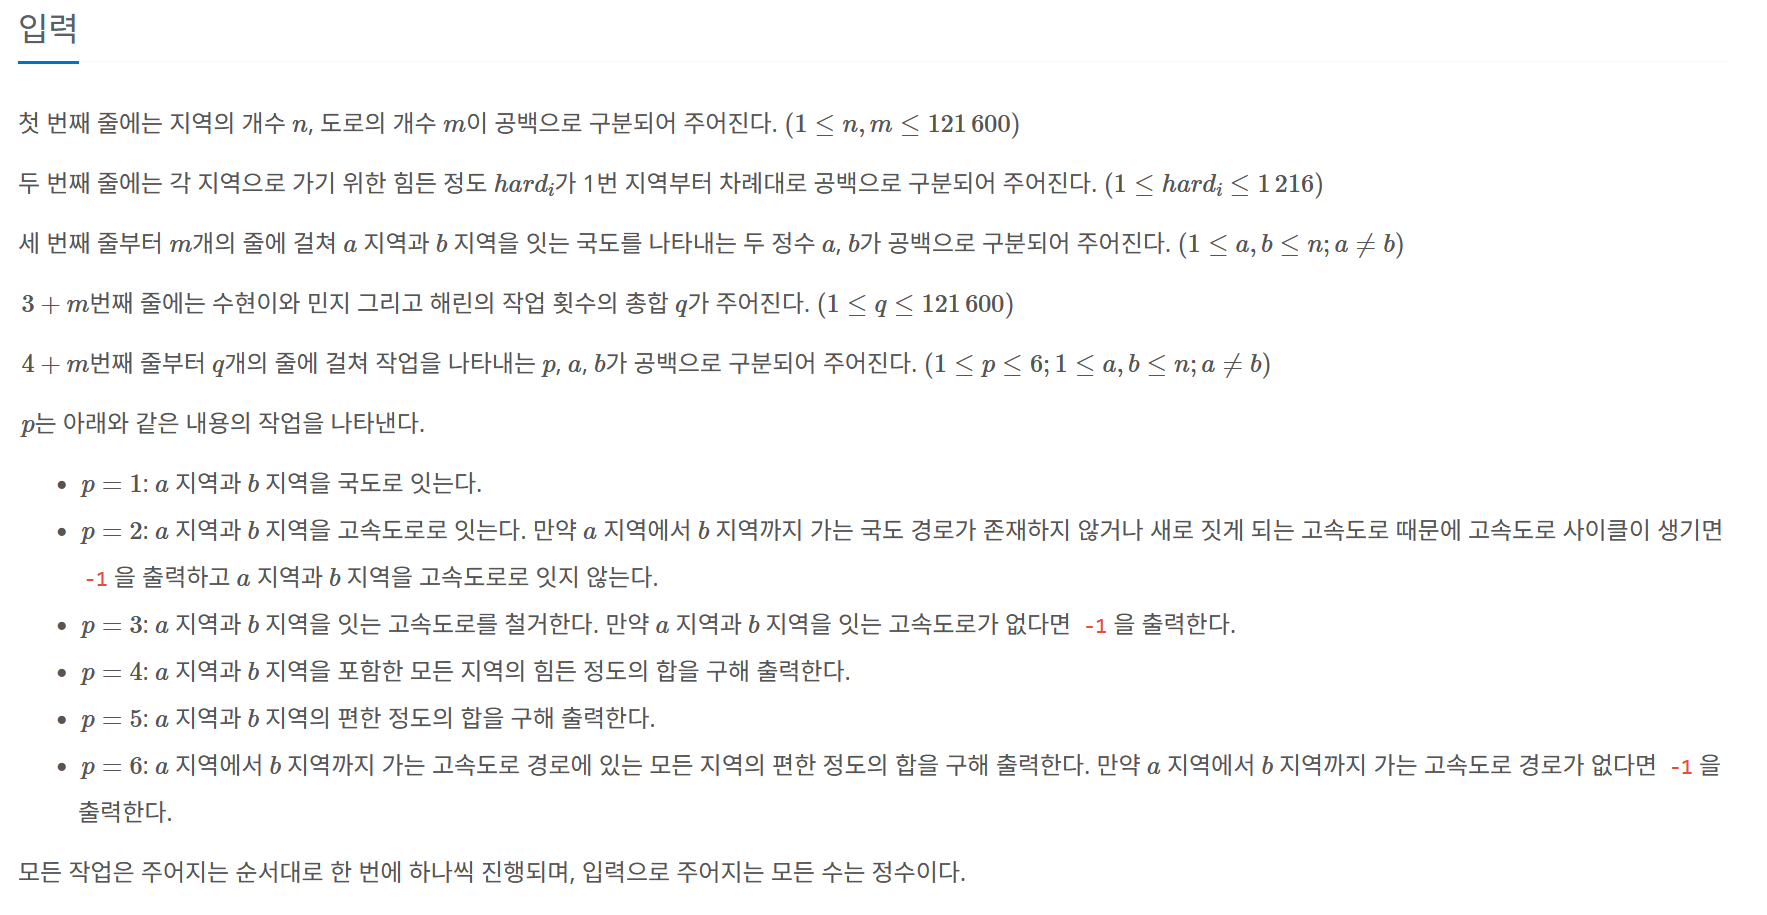 입력
첫 번째 줄에는 지역의 개수 n, 도로의 개수 m이 공백으로 구분되어 주어진다. (1 ≤ n, m ≤ 121 600)
두 번째 줄에는 각 지역으로 가기 위한 힘든 정도 hard_i가 1번 지역부터 차례대로 공백으로 구분되어 주어진다. (1 ≤ hard_i ≤ 1 216)
세 번째 줄부터 m개의 줄에 걸쳐 a 지역과 b 지역을 잇는 국도를 나타내는 두 정수 a, b가 공백으로 구분되어 주어진다. (1 ≤ a, b ≤ n; a ≠ b)
3 + m번째 줄에는 수현이와 민지 그리고 해린의 작업 횟수의 총합 q가 주어진다. (1 ≤ q ≤ 121 600)
4 + m번째 줄부터 q개의 줄에 걸쳐 작업을 나타내는 p, a, b가 공백으로 구분되어 주어진다. (1 ≤ p ≤ 6; 1 ≤ a, b ≤ n; a ≠ b)
p는 아래와 같은 내용의 작업을 나타낸다.
• p = 1: a 지역과 b 지역을 국도로 잇는다.
• p = 2: a 지역과 b 지역을 고속도로로 잇는다. 만약 a 지역에서 b 지역까지 가는 국도 경로가 존재하지 않거나 새로 짓게 되는 고속도로 때문에 고속도로 사이클이 생기면
-1 을 출력하고 a 지역과 b 지역을 고속도로로 잇지 않는다.
• p = 3: a 지역과 b 지역을 잇는 고속도로를 철거한다. 만약 a 지역과 b 지역을 잇는 고속도로가 없다면 -1 을 출력한다.
• p = 4: a 지역과 b 지역을 포함한 모든 지역의 힘든 정도의 합을 구해 출력한다.
• p = 5: a 지역과 b 지역의 편한 정도의 합을 구해 출력한다.
• p = 6: a 지역에서 b 지역까지 가는 고속도로 경로에 있는 모든 지역의 편한 정도의 합을 구해 출력한다. 만약 a 지역에서 b 지역까지 가는 고속도로 경로가 없다면 -1 을
출력한다.
모든 작업은 주어지는 순서대로 한 번에 하나씩 진행되며, 입력으로 주어지는 모든 수는 정수이다.